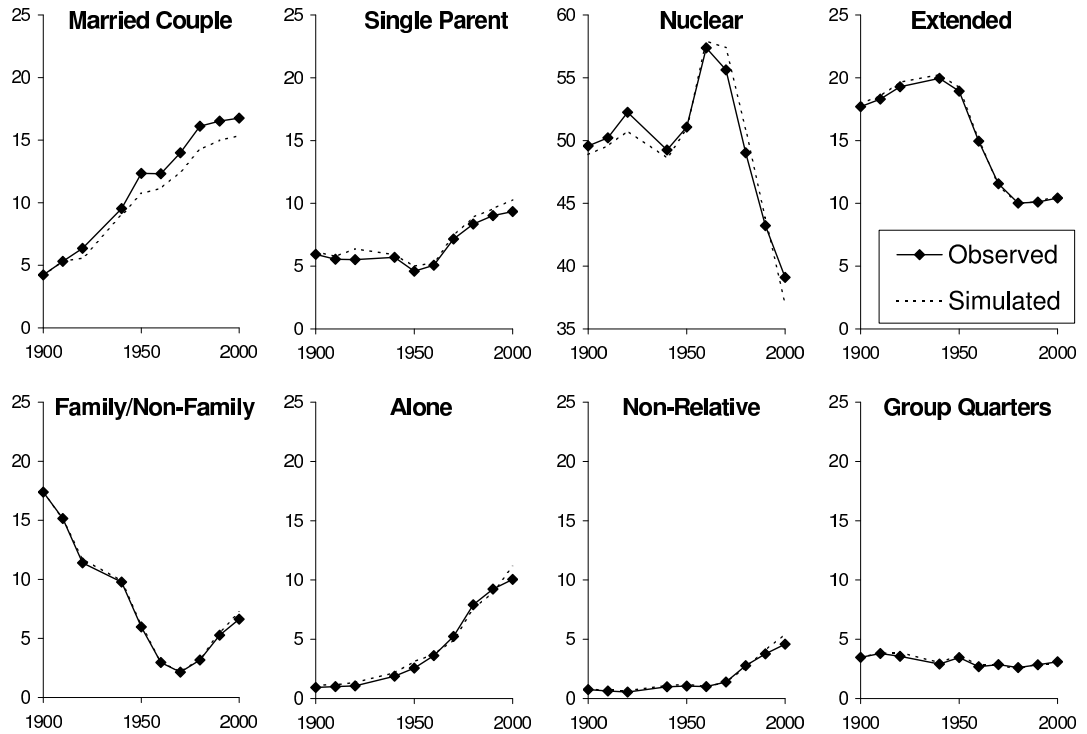 Married Couple
25
20
15
10
5
0
1900 1950 2000
Single Parent
25
20
15
10
5
0
1900 1950 2000
Nuclear
60
55
50
45
40
35
1900 1950 2000
Extended
25
20
15
10
5
0
1900 1950 2000
Observed
Simulated
Family/Non-Family
25
20
15
10
5
0
1900 1950 2000
Alone
25
20
15
10
5
0
1900 1950 2000
Non-Relative
25
20
15
10
5
0
1900 1950 2000
Group Quarters
25
20
15
10
5
0
1900 1950 2000